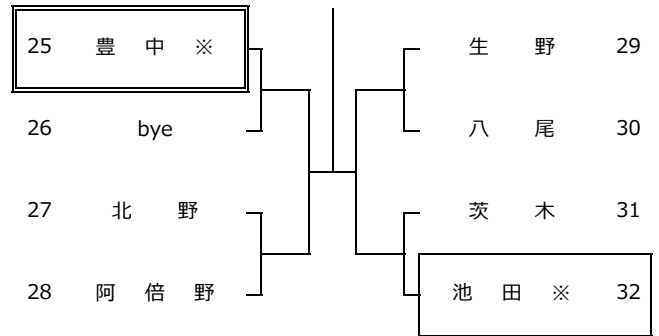 25 豊 中 ※
26 bye
27 北 野
28 阿 倍 野
生 野 29
八 尾 30
茨 木 31
池 田 ※ 32